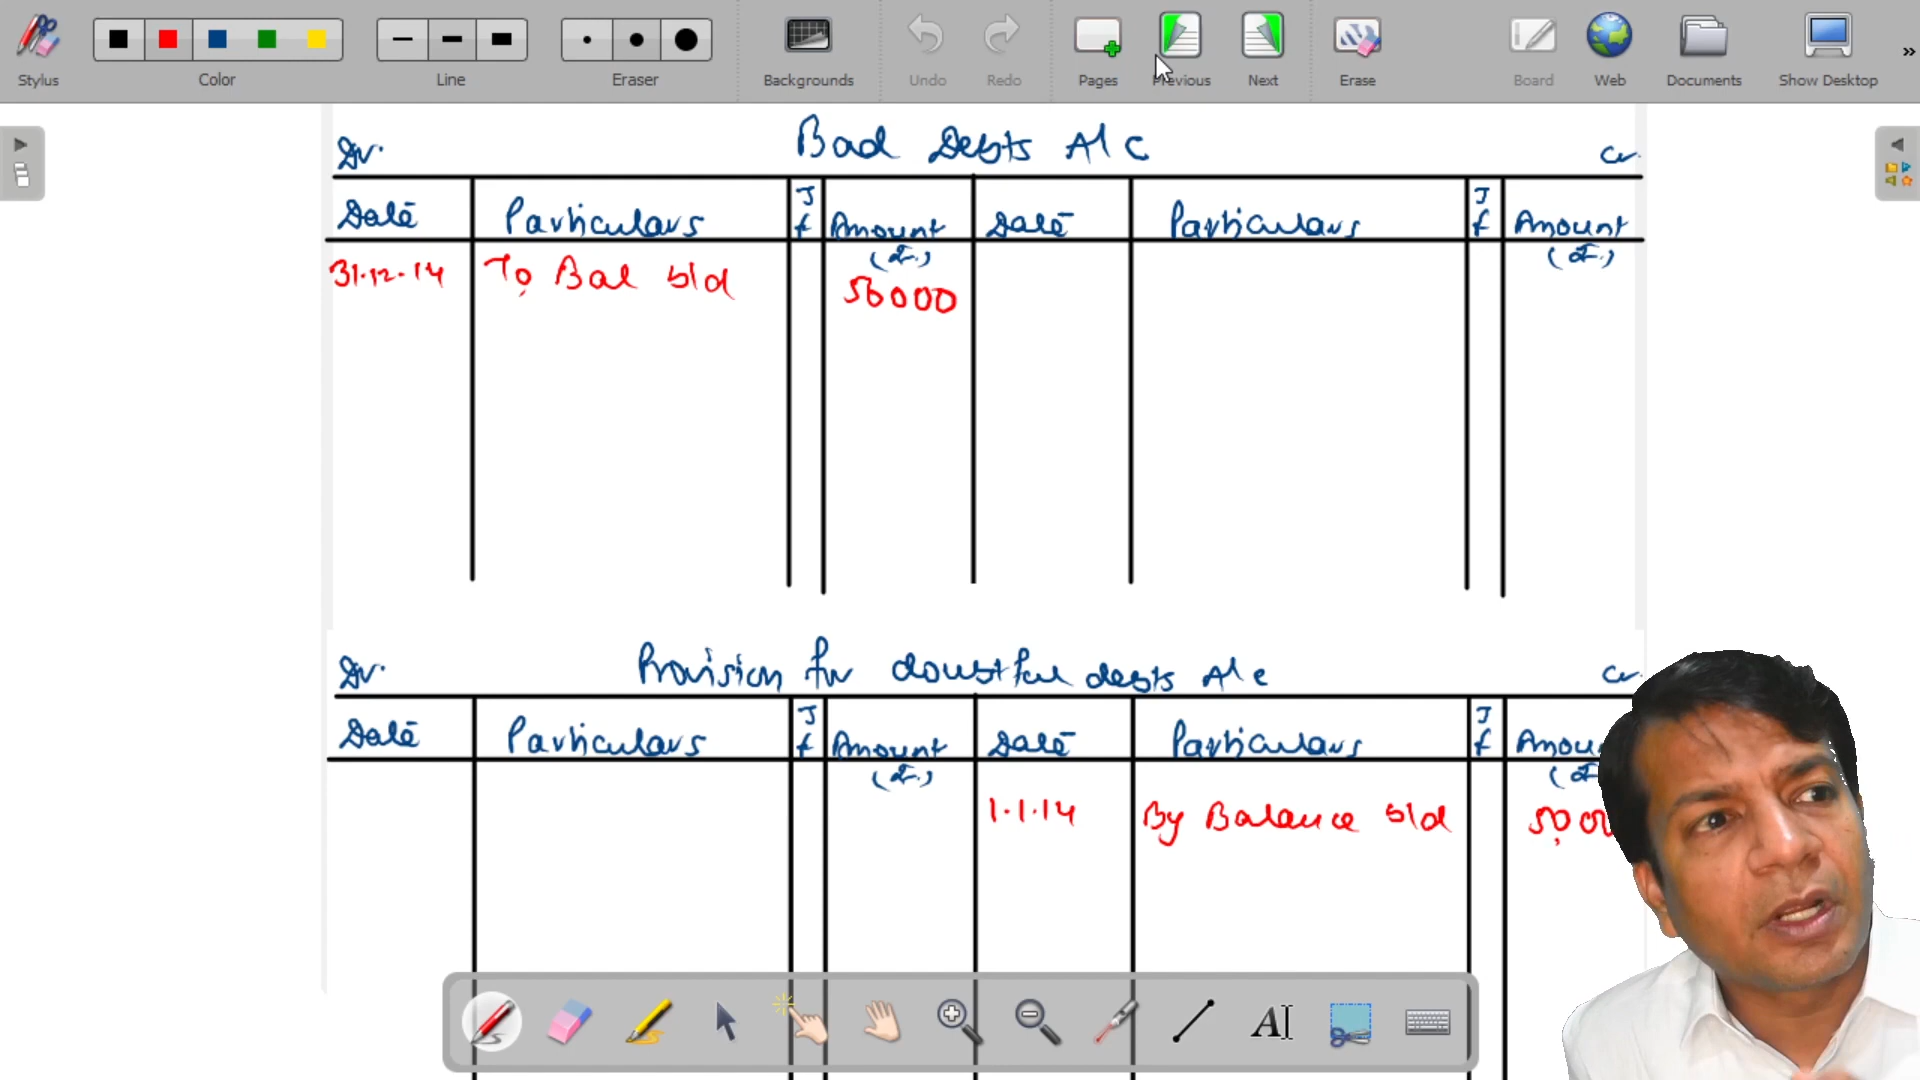 Stylus Color Line Eraser Backgrounds Undo Redo Pages Previous Next Erase Board Web Documents Show Desktop »
Dr. Bad Debts A/c Cr.
Date Particulars J f Amount (₹.) Date Particulars J f Amount (₹.)
31.12.14 To Bal b/d 50000
Dr. Provision for doubtful debts A/c Cr.
Date Particulars J f Amount (₹.) Date Particulars J f
1.1.14 By Balance b/d
AI